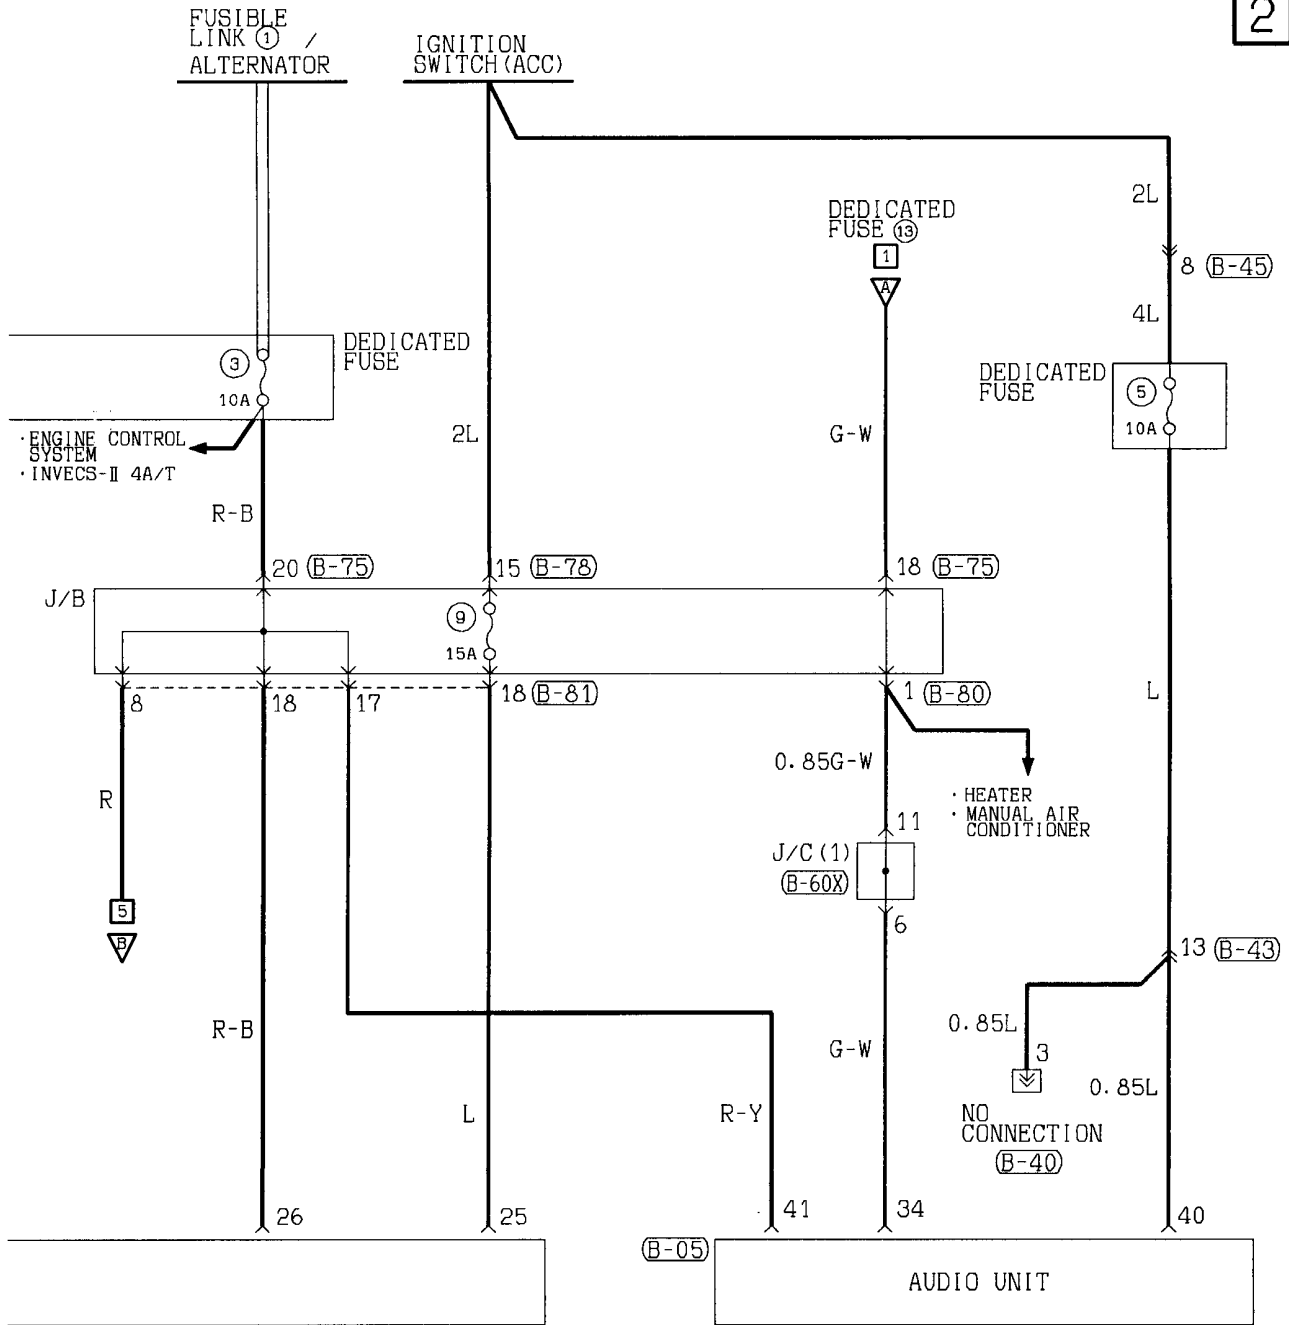 2
FUSIBLE
LINK ① /
ALTERNATOR
IGNITION
SWITCH(ACC)
2L
DEDICATED
FUSE ⑬
1
A
8 (B-45)
4L
DEDICATED
FUSE
③
10A
DEDICATED
FUSE
⑤
10A
·ENGINE CONTROL
SYSTEM
·INVECS-Ⅱ 4A/T
2L
G-W
R-B
20 (B-75)
15 (B-78)
18 (B-75)
J/B
⑨
15A
8
18
17
18 (B-81)
1 (B-80)
L
0.85G-W
R
·HEATER
·MANUAL AIR
CONDITIONER
11
J/C(1)
(B-60X)
6
5
B
13 (B-43)
R-B
0.85L
G-W
3
0.85L
L
R-Y
NO
CONNECTION
(B-40)
26
25
41
34
40
(B-05)
AUDIO UNIT